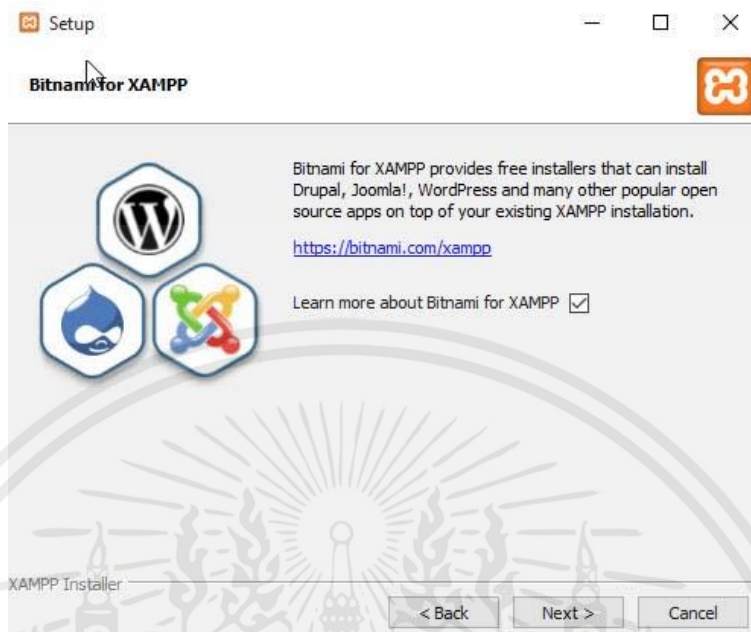 Setup
Bitnami for XAMPP
Bitnami for XAMPP provides free installers that can install
Drupal, Joomla!, WordPress and many other popular open
source apps on top of your existing XAMPP installation.
https://bitnami.com/xampp
Learn more about Bitnami for XAMPP
XAMPP Installer
< Back
Next >
Cancel